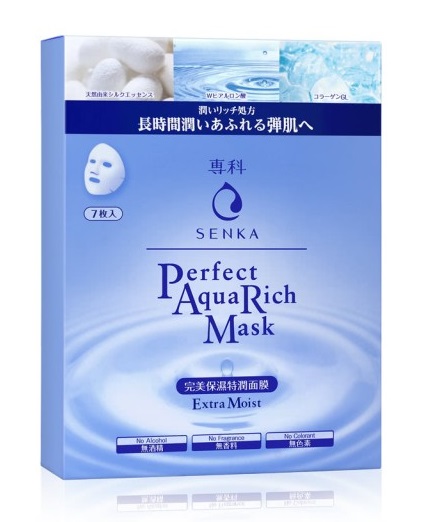 天然由来シルクエッセンス
Wヒアルロン酸
コラーゲンGL
潤いリッチ処方
長時間潤いあふれる弾肌へ
7枚入
専科
SENKA
Perfect
AquaRich
Mask
完美保濕特潤面膜
Extra Moist
No Alcohol
無酒精
No Fragrance
無香料
No Colorant
無色素